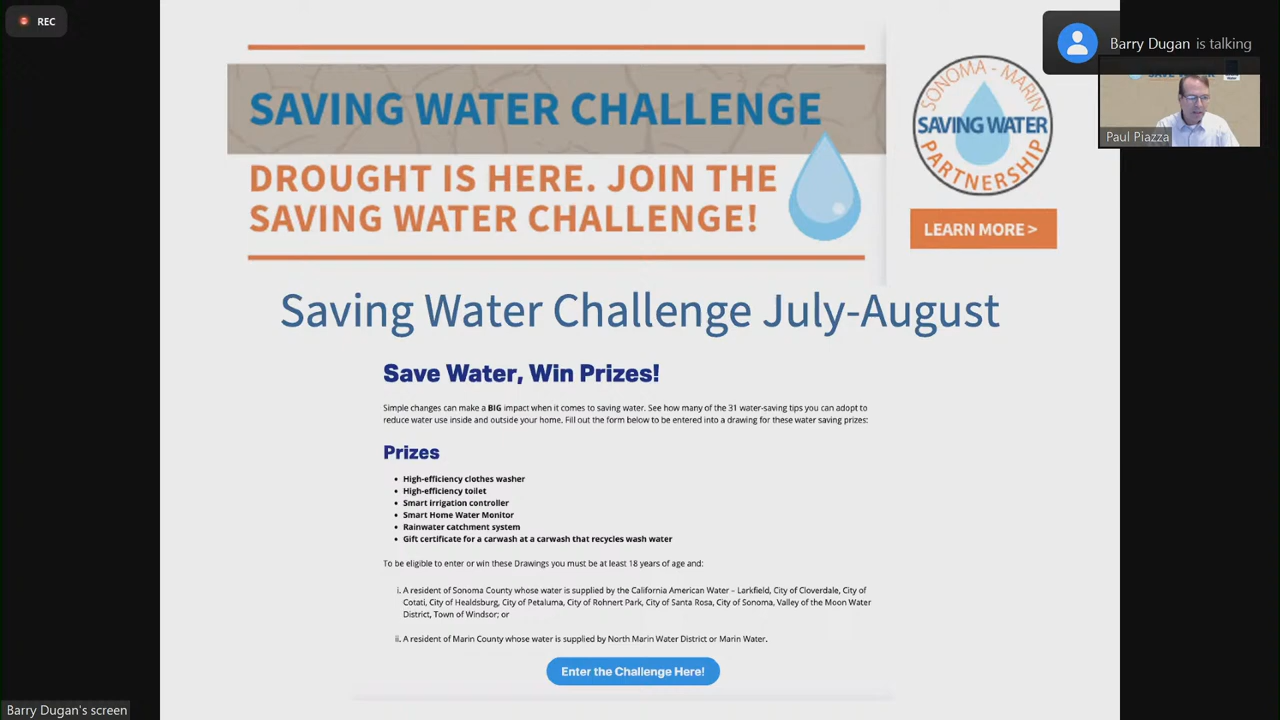 REC
SAVING WATER CHALLENGE
DROUGHT IS HERE. JOIN THE
SAVING WATER CHALLENGE!
SONOMA - MARIN
SAVING WATER
PARTNERSHIP
LEARN MORE >
Barry Dugan is talking
Paul Piazza
Saving Water Challenge July-August
Save Water, Win Prizes!
Simple changes can make a BIG impact when it comes to saving water. See how many of the 31 water-saving tips you can adopt to
reduce water use inside and outside your home. Fill out the form below to be entered into a drawing for these water saving prizes:
Prizes
• High-efficiency clothes washer
• High-efficiency toilet
• Smart irrigation controller
• Smart Home Water Monitor
• Rainwater catchment system
• Gift certificate for a carwash at a carwash that recycles wash water
To be eligible to enter or win these Drawings you must be at least 18 years of age and:
i. A resident of Sonoma County whose water is supplied by the California American Water – Larkfield, City of Cloverdale, City of
Cotati, City of Healdsburg, City of Petaluma, City of Rohnert Park, City of Santa Rosa, City of Sonoma, Valley of the Moon Water
District, Town of Windsor; or
ii. A resident of Marin County whose water is supplied by North Marin Water District or Marin Water.
Enter the Challenge Here!
Barry Dugan's screen